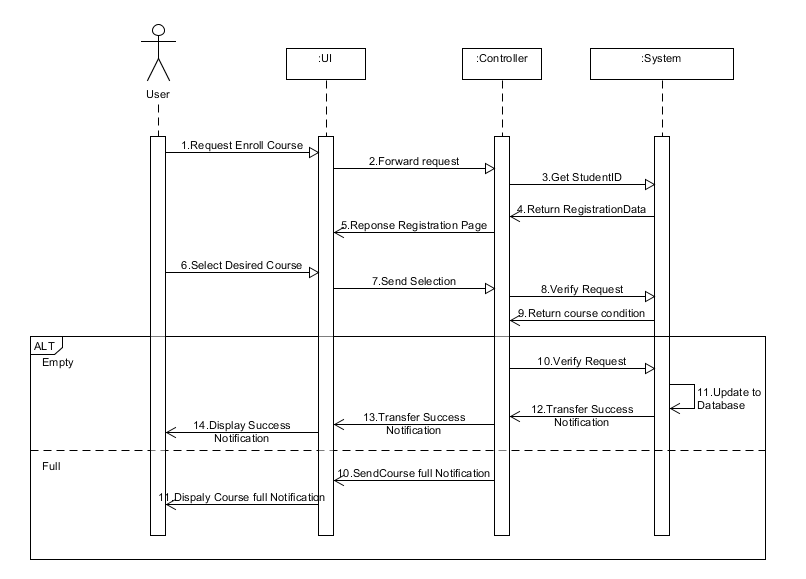 :UI
:Controller
:System
User
1.Request Enroll Course
2.Forward request
3.Get StudentID
4.Return RegistrationData
5.Reponse Registration Page
6.Select Desired Course
7.Send Selection
8.Verify Request
9.Return course condition
ALT
Empty
10.Verify Request
11.Update to
Database
12.Transfer Success
Notification
13.Transfer Success
Notification
14.Display Success
Notification
Full
10.SendCourse full Notification
11.Dispaly Course full Notification